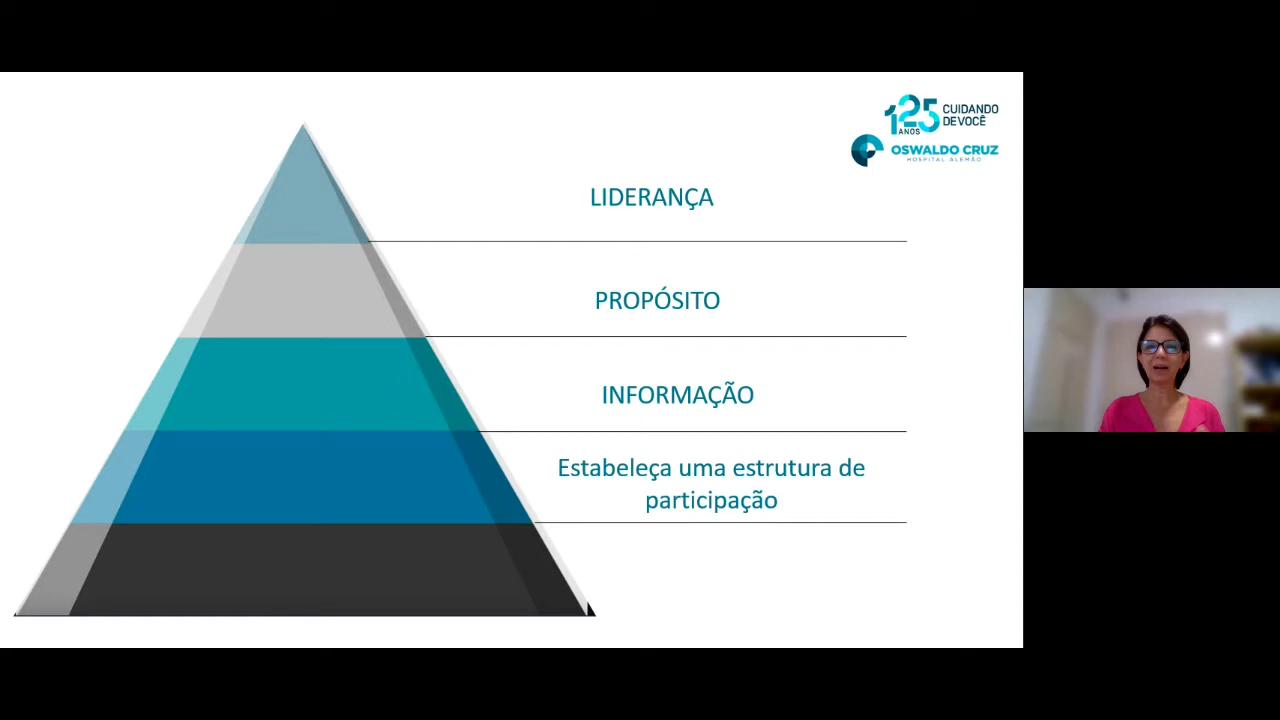 125
ANOS
CUIDANDO
DE VOCÊ
OSWALDO CRUZ
HOSPITAL ALEMÃO
LIDERANÇA
PROPÓSITO
INFORMAÇÃO
Estabeleça uma estrutura de
participação